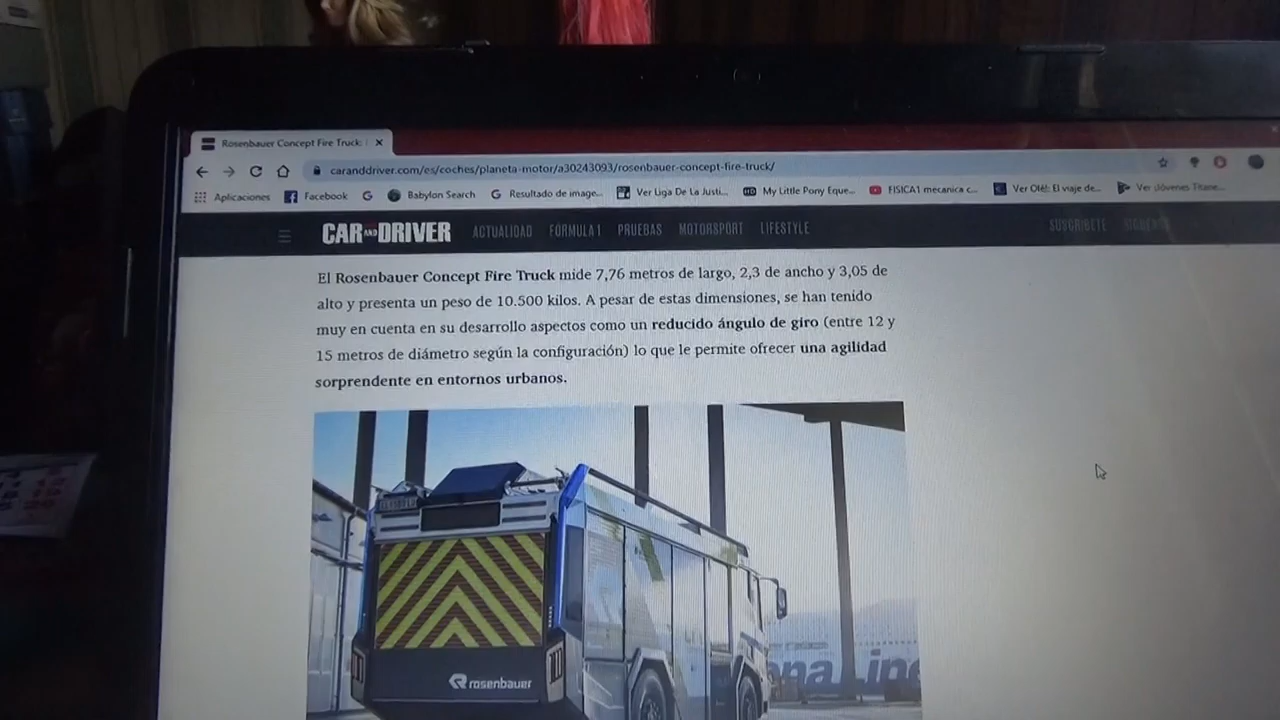 Rosenbauer Concept Fire Truck:
caranddriver.com/es/coches/planeta-motor/a30243093/rosenbauer-concept-fire-truck/
Aplicaciones Facebook Babylon Search Resultado de image... Ver Liga De La Justi... My Little Pony Eque... FISICA1 mecanica c... Ver Olé!: El viaje de... Ver Jóvenes Titane...
CAR AND DRIVER ACTUALIDAD FÓRMULA 1 PRUEBAS MOTORSPORT LIFESTYLE SUSCRÍBETE
El Rosenbauer Concept Fire Truck mide 7,76 metros de largo, 2,3 de ancho y 3,05 de
alto y presenta un peso de 10.500 kilos. A pesar de estas dimensiones, se han tenido
muy en cuenta en su desarrollo aspectos como un reducido ángulo de giro (entre 12 y
15 metros de diámetro según la configuración) lo que le permite ofrecer una agilidad
sorprendente en entornos urbanos.
rosenbauer